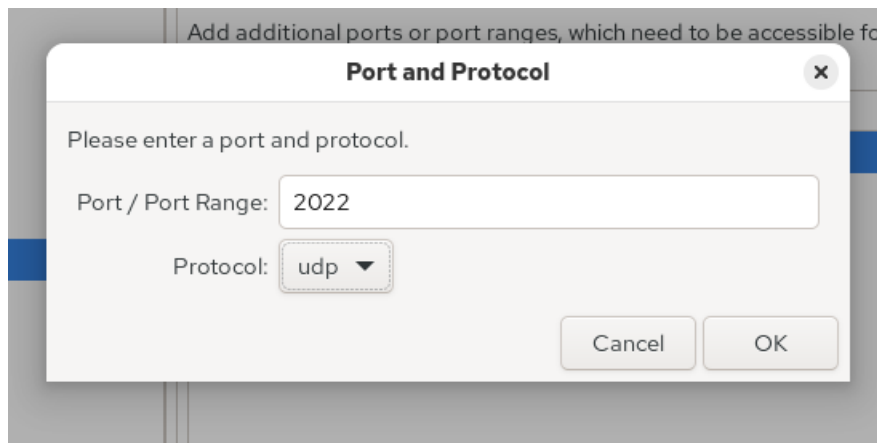 Add additional ports or port ranges, which need to be accessible fo
Port and Protocol
Please enter a port and protocol.
Port / Port Range: 2022
Protocol: udp
Cancel OK